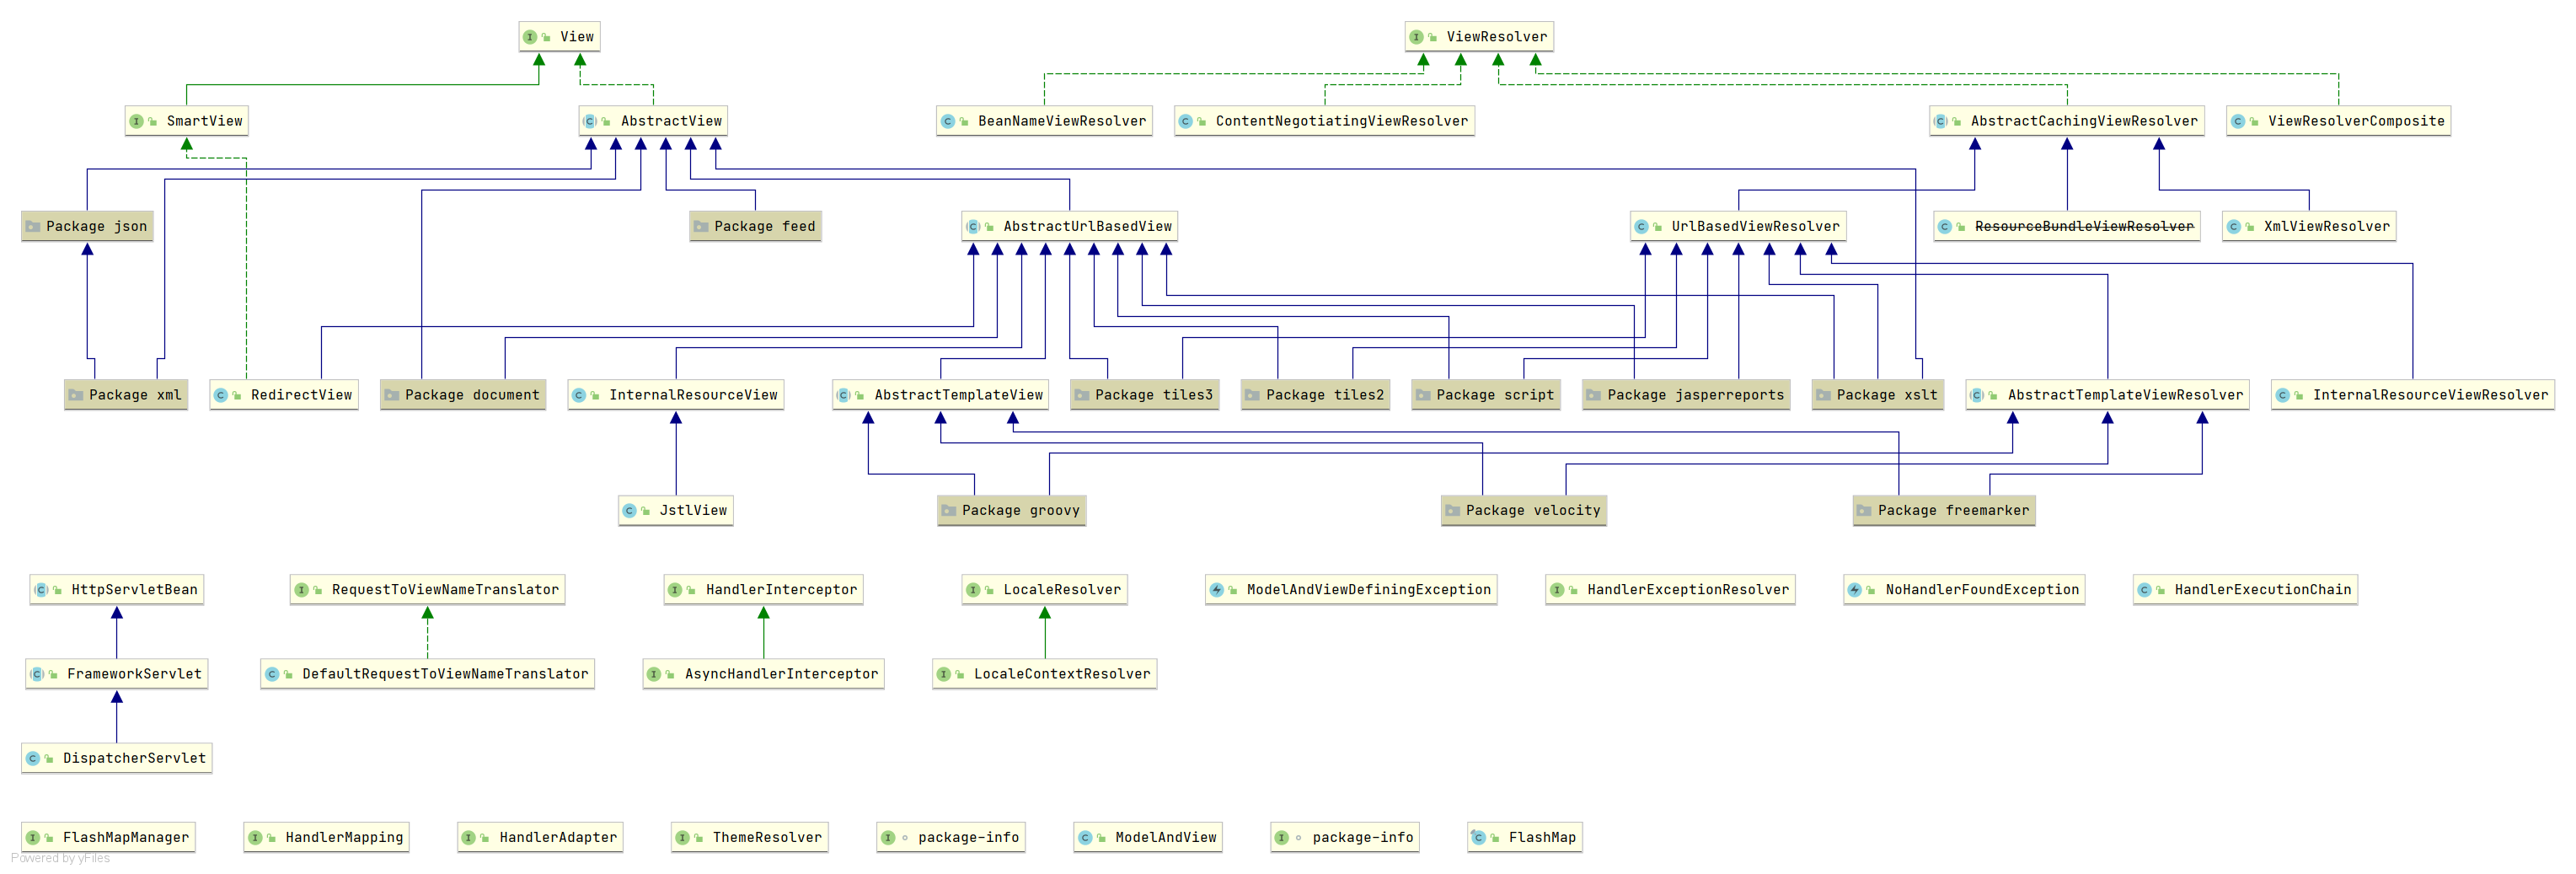 View
ViewResolver
SmartView
AbstractView
BeanNameViewResolver
ContentNegotiatingViewResolver
AbstractCachingViewResolver
ViewResolverComposite
Package json
Package feed
AbstractUrlBasedView
UrlBasedViewResolver
ResourceBundleViewResolver
XmlViewResolver
Package xml
RedirectView
Package document
InternalResourceView
AbstractTemplateView
Package tiles3
Package tiles2
Package script
Package jasperreports
Package xslt
AbstractTemplateViewResolver
InternalResourceViewResolver
JstlView
Package groovy
Package velocity
Package freemarker
HttpServletBean
RequestToViewNameTranslator
HandlerInterceptor
LocaleResolver
ModelAndViewDefiningException
HandlerExceptionResolver
NoHandlerFoundException
HandlerExecutionChain
FrameworkServlet
DefaultRequestToViewNameTranslator
AsyncHandlerInterceptor
LocaleContextResolver
DispatcherServlet
FlashMapManager
HandlerMapping
HandlerAdapter
ThemeResolver
package-info
ModelAndView
package-info
FlashMap
Powered by yFiles